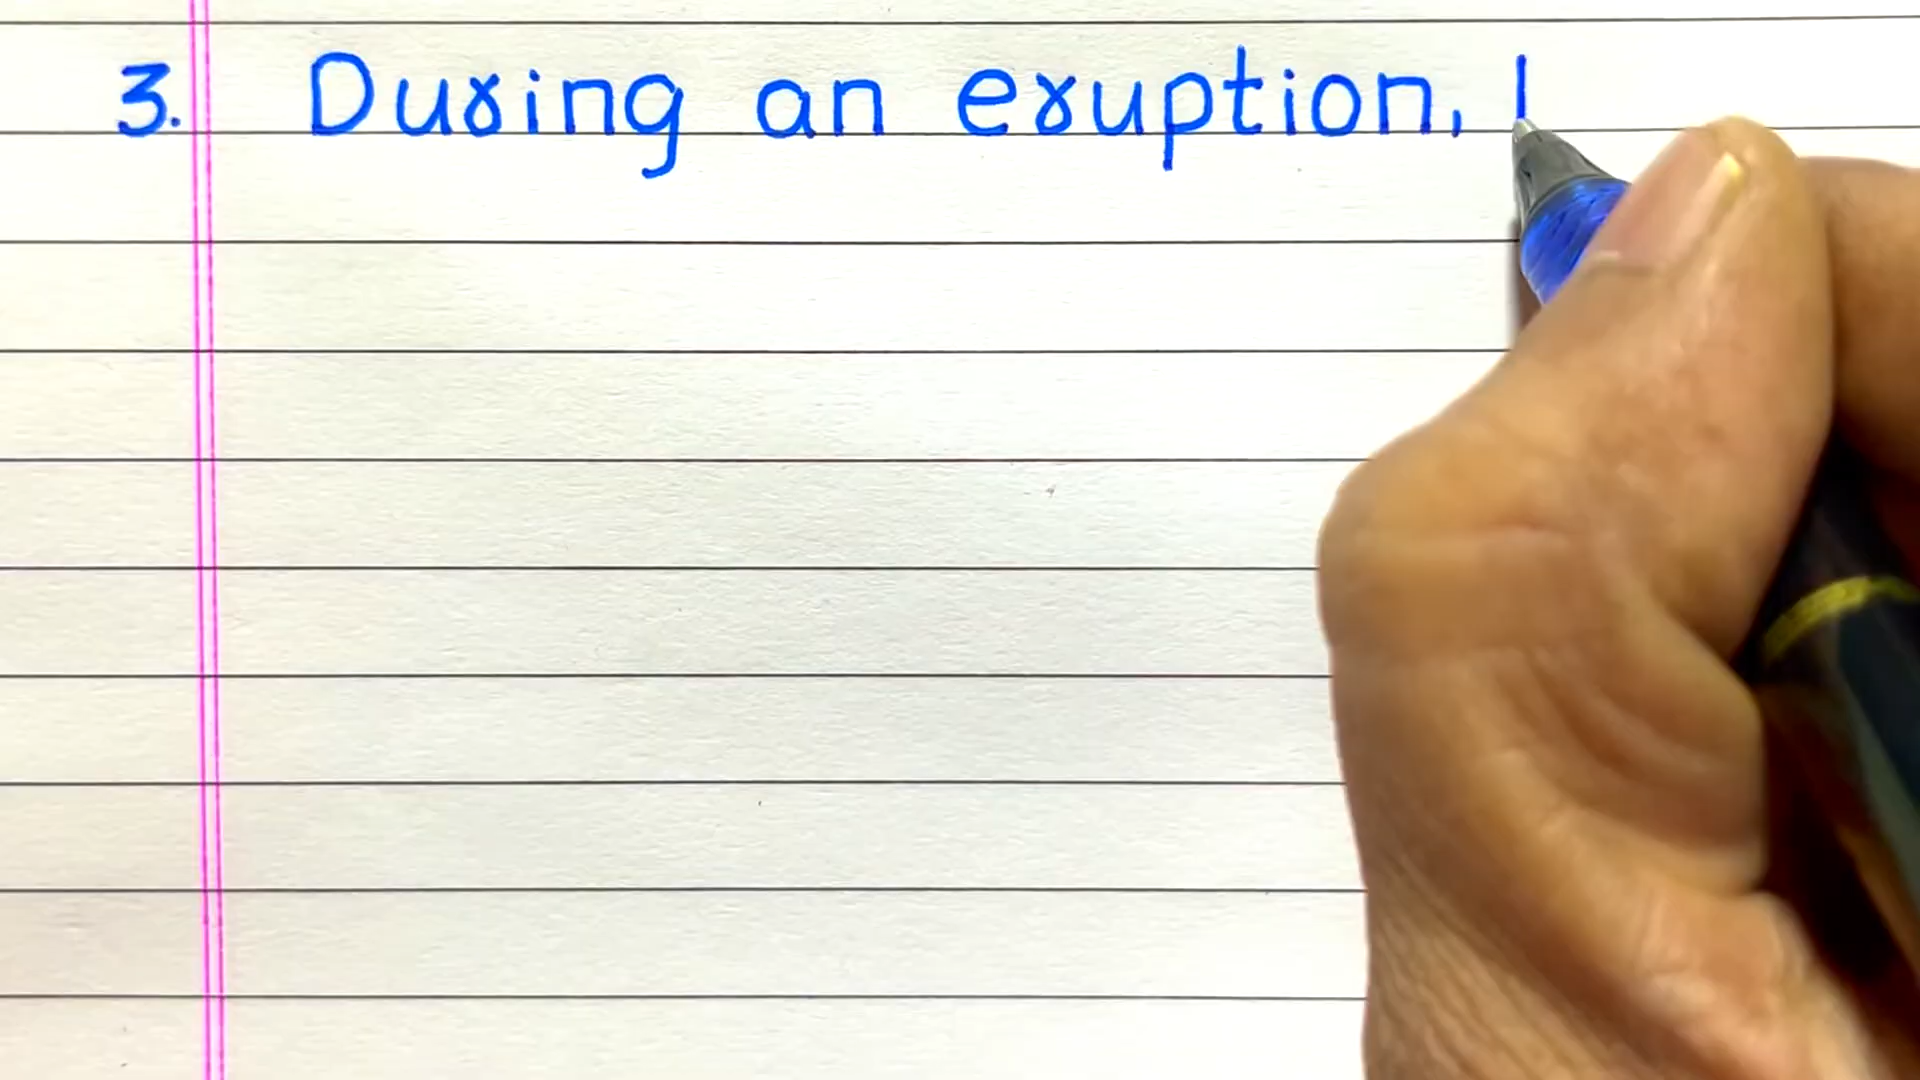 3. During an eruption, l